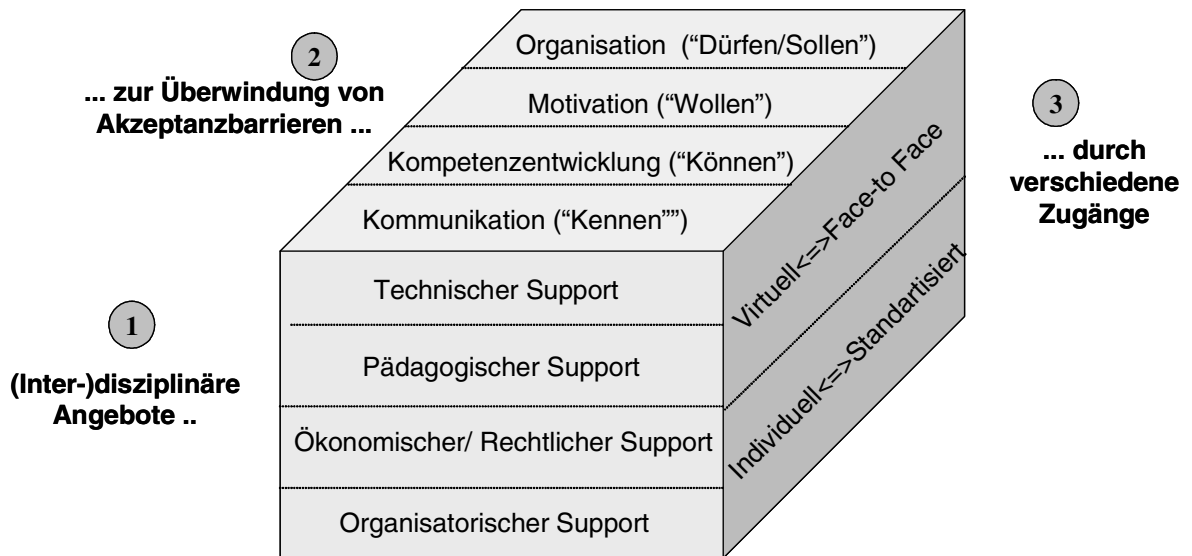 2
... zur Überwindung von
Akzeptanzbarrieren ...
Organisation (“Dürfen/Sollen”)
Motivation (“Wollen”)
Kompetenzentwicklung (“Können”)
Kommunikation (“Kennen””)
3
... durch
verschiedene
Zugänge
Virtuell<=>Face-to Face
Individuell<=>Standartisiert
1
(Inter-)disziplinäre
Angebote ..
Technischer Support
Pädagogischer Support
Ökonomischer/ Rechtlicher Support
Organisatorischer Support